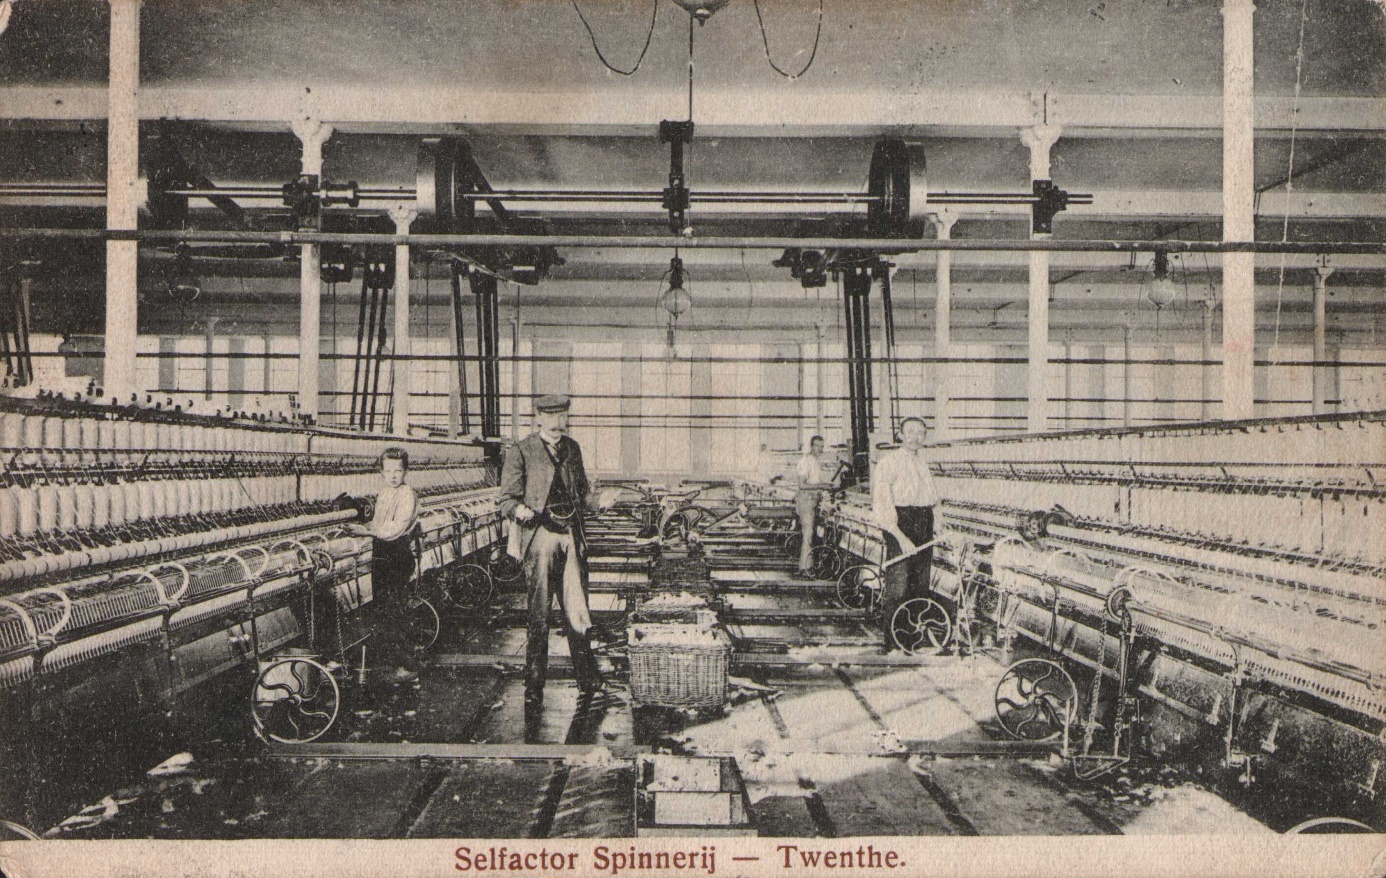 Selfactor Spinnerij — Twenthe.